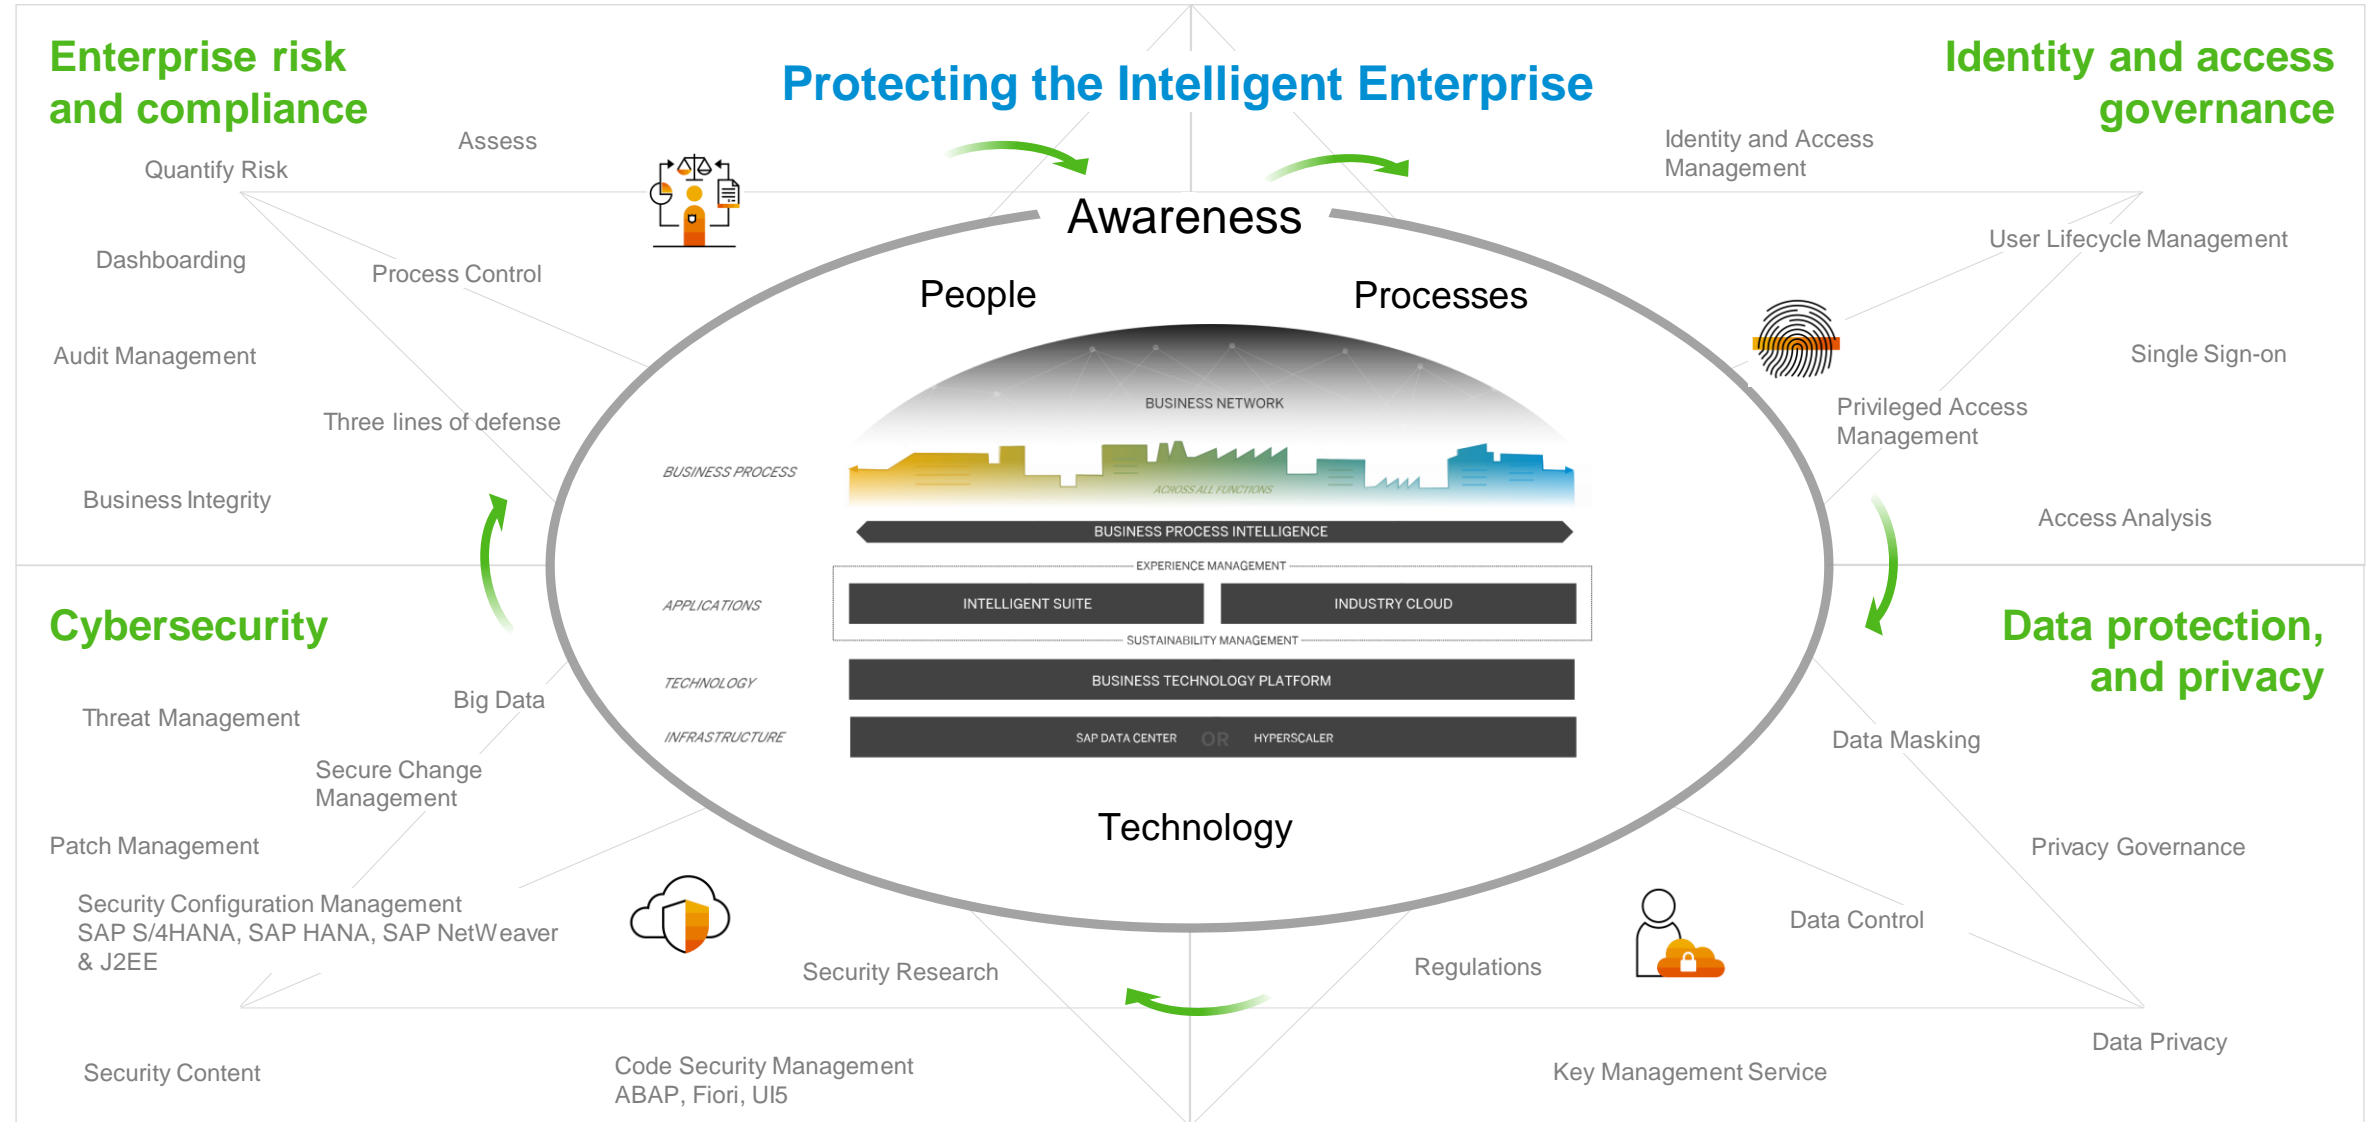 Protecting the Intelligent Enterprise
Enterprise risk
and compliance
Assess
Quantify Risk
Dashboarding
Process Control
Audit Management
Three lines of defense
Business Integrity
Identity and access
governance
Identity and Access
Management
User Lifecycle Management
Single Sign-on
Privileged Access
Management
Access Analysis
Awareness
People
Processes
BUSINESS NETWORK
BUSINESS PROCESS
ACROSS ALL FUNCTIONS
BUSINESS PROCESS INTELLIGENCE
EXPERIENCE MANAGEMENT
APPLICATIONS
INTELLIGENT SUITE
INDUSTRY CLOUD
SUSTAINABILITY MANAGEMENT
TECHNOLOGY
BUSINESS TECHNOLOGY PLATFORM
INFRASTRUCTURE
SAP DATA CENTER OR HYPERSCALER
Technology
Cybersecurity
Big Data
Threat Management
Secure Change
Management
Patch Management
Security Configuration Management
SAP S/4HANA, SAP HANA, SAP NetWeaver
& J2EE
Security Research
Security Content
Code Security Management
ABAP, Fiori, UI5
Data protection,
and privacy
Data Masking
Privacy Governance
Data Control
Regulations
Data Privacy
Key Management Service